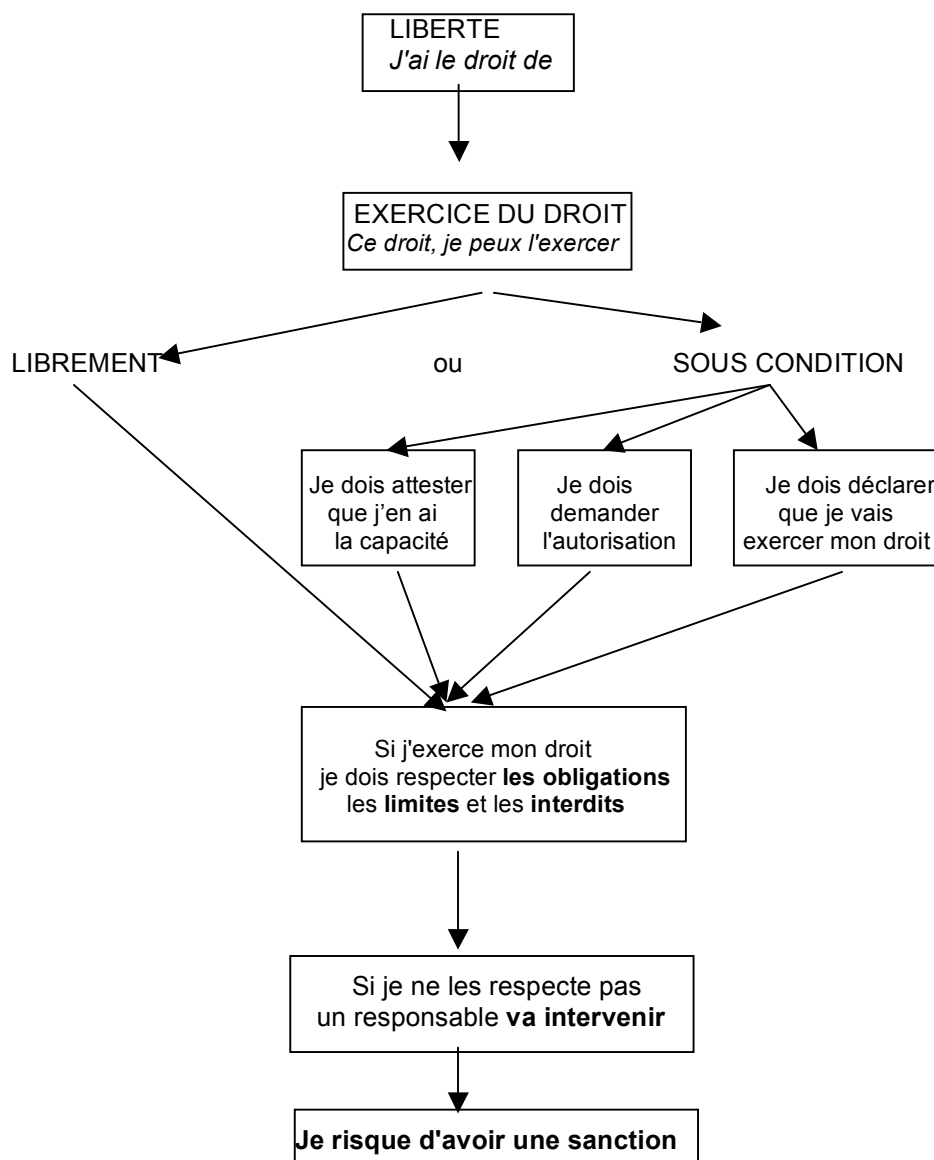 LIBERTE
J'ai le droit de
EXERCICE DU DROIT
Ce droit, je peux l'exercer
LIBREMENT
ou
SOUS CONDITION
Je dois attester
que j’en ai
la capacité
Je dois
demander
l'autorisation
Je dois déclarer
que je vais
exercer mon droit
Si j'exerce mon droit
je dois respecter les obligations
les limites et les interdits
Si je ne les respecte pas
un responsable va intervenir
Je risque d'avoir une sanction